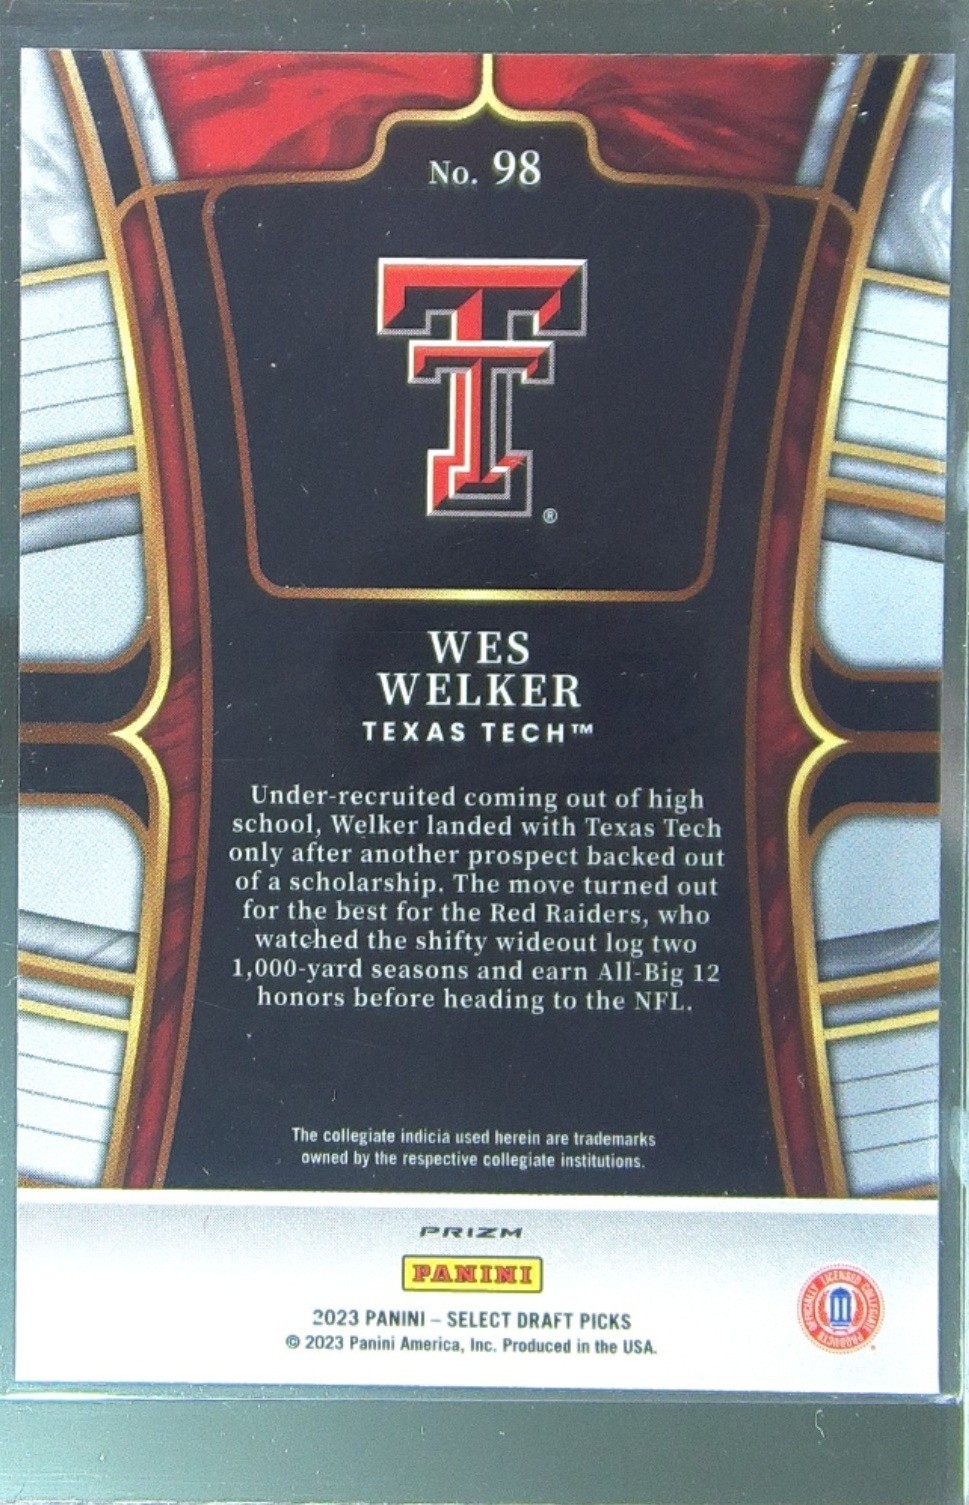 No. 98
®
WES
WELKER
TEXAS TECH™
Under-recruited coming out of high
school, Welker landed with Texas Tech
only after another prospect backed out
of a scholarship. The move turned out
for the best for the Red Raiders, who
watched the shifty wideout log two
1,000-yard seasons and earn All-Big 12
honors before heading to the NFL.
The collegiate indicia used herein are trademarks
owned by the respective collegiate institutions.
PRIZM
PANINI
2023 PANINI – SELECT DRAFT PICKS
© 2023 Panini America, Inc. Produced in the USA.
OFFICIALLY LICENSED COLLEGIATE PRODUCTS